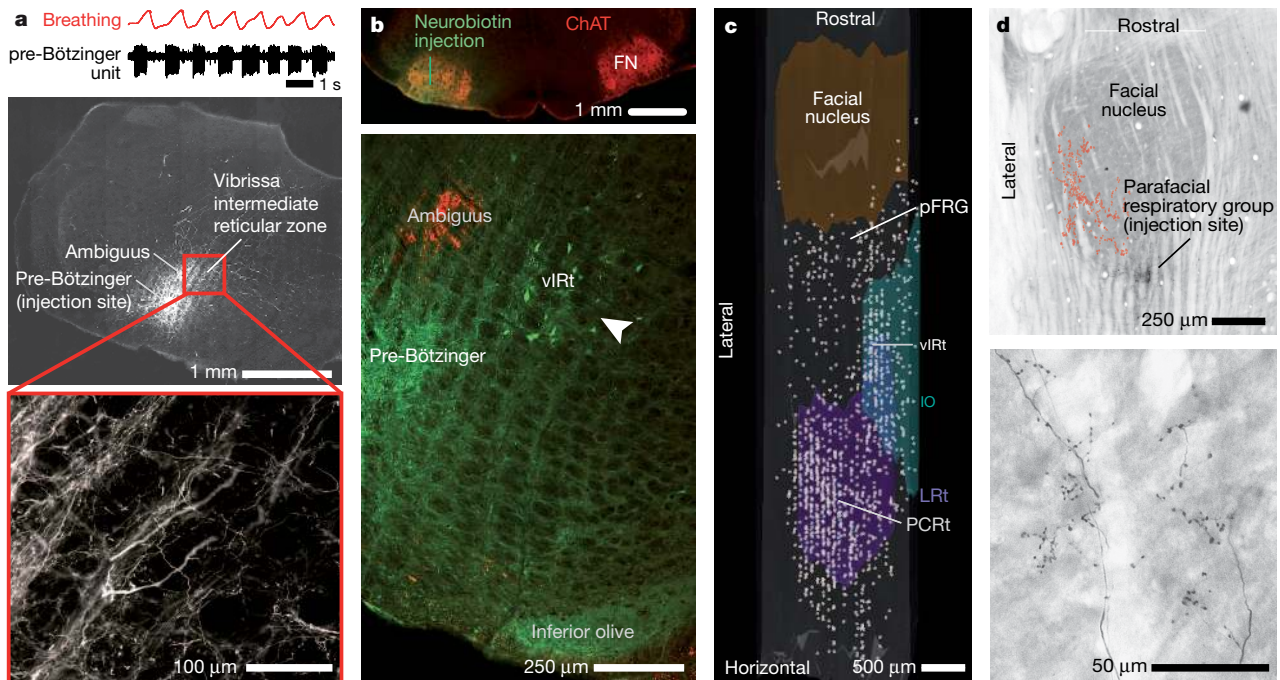 a
Breathing
pre-Bötzinger
unit
1 s
Vibrissa
intermediate
reticular zone
Ambiguus
Pre-Bötzinger
(injection site)
1 mm
100 μm
b
Neurobiotin
injection
ChAT
FN
1 mm
Ambiguus
vIRt
Pre-Bötzinger
Inferior olive
250 μm
c
Rostral
Facial
nucleus
pFRG
Lateral
vIRt
IO
LRt
PCRt
Horizontal
500 μm
d
Rostral
Facial
nucleus
Lateral
Parafacial
respiratory group
(injection site)
250 μm
50 μm